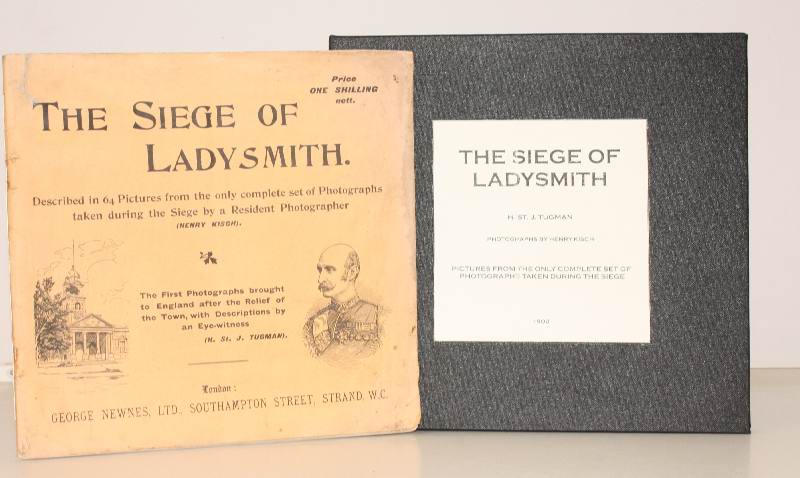 Price
ONE SHILLING
nett.
THE SIEGE OF
LADYSMITH.
Described in 64 Pictures from the only complete set of Photographs
taken during the Siege by a Resident Photographer
(HENRY KISCH).
The First Photographs brought
to England after the Relief of
the Town, with Descriptions by
an Eye-witness
(H. St. J. TUGMAN).
London:
GEORGE NEWNES, LTD., SOUTHAMPTON STREET, STRAND, W.C.
THE SIEGE OF
LADYSMITH
H. ST. J. TUGMAN
PHOTOGRAPHS BY HENRY KISCH
PICTURES FROM THE ONLY COMPLETE SET OF
PHOTOGRAPHS TAKEN DURING THE SIEGE
1900